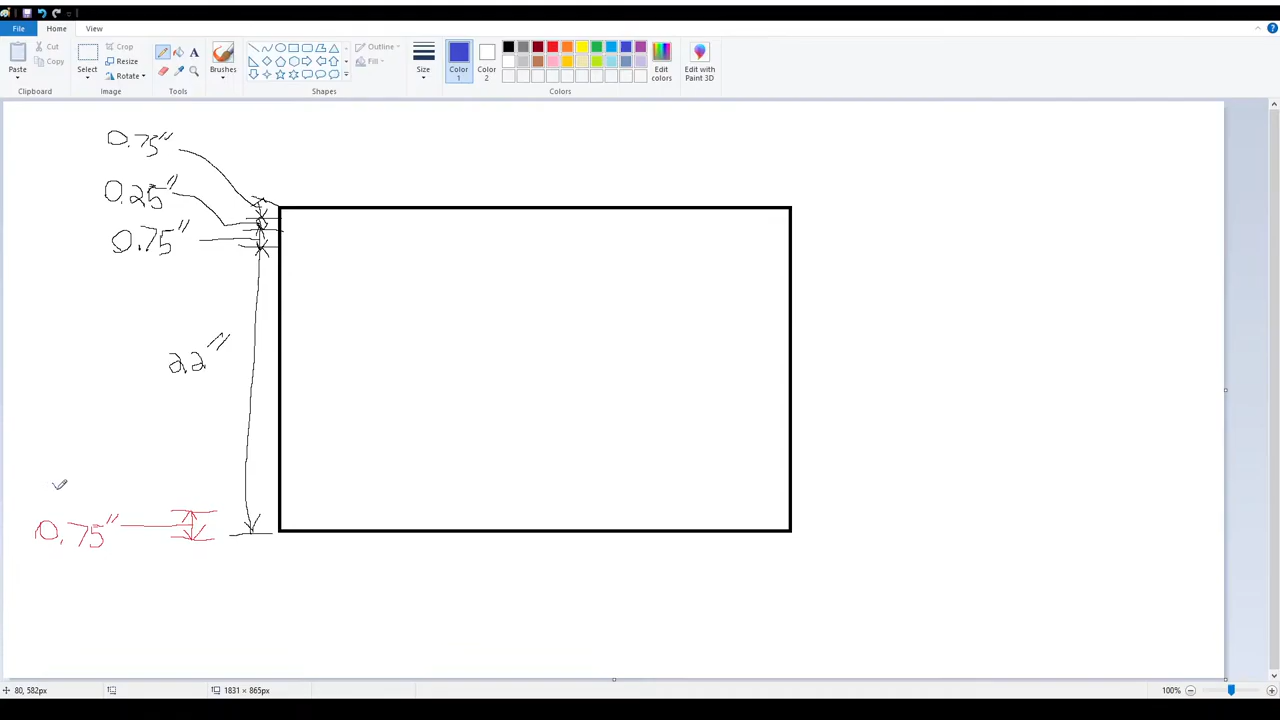 File Home View
Paste Cut Copy Clipboard
Select Crop Resize Rotate Image
Tools
Brushes
Outline Fill Shapes
Size
Color 1
Color 2
Edit colors
Colors
Edit with Paint 3D
0.75"
0.25"
0.75"
2.2"
0.75"
80, 582px
1831 × 865px
100%